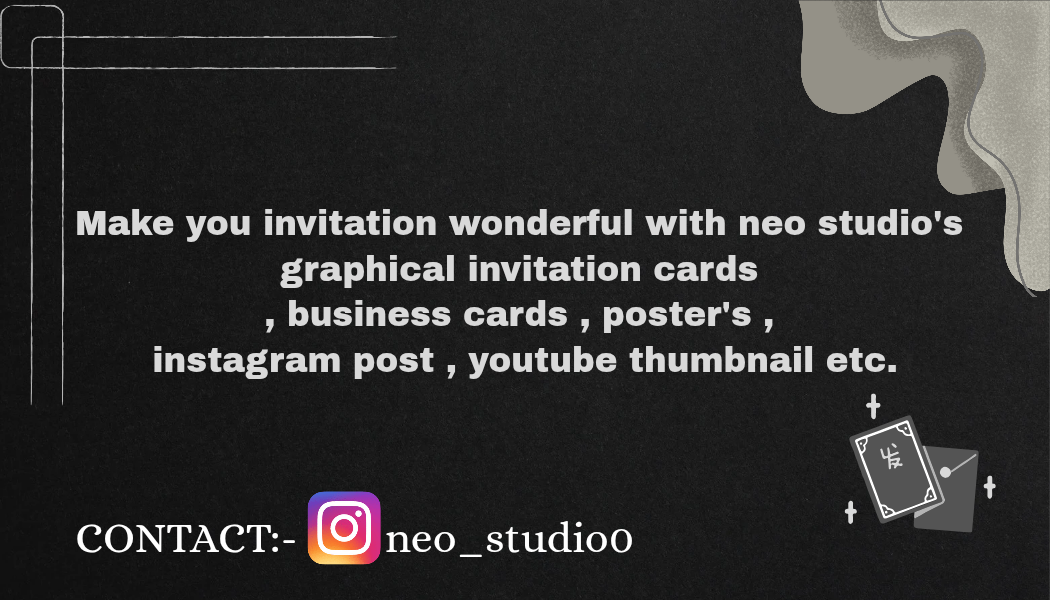 Make you invitation wonderful with neo studio's
graphical invitation cards
, business cards , poster's ,
instagram post , youtube thumbnail etc.
发
CONTACT:- neo_studio0